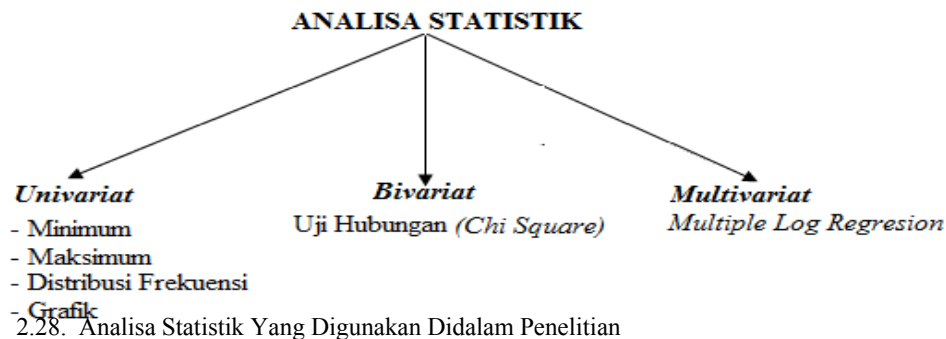 ANALISA STATISTIK
Univariat
- Minimum
- Maksimum
- Distribusi Frekuensi
- Grafik
Bivariat
Uji Hubungan (Chi Square)
Multivariat
Multiple Log Regresion
2.28. Analisa Statistik Yang Digunakan Didalam Penelitian